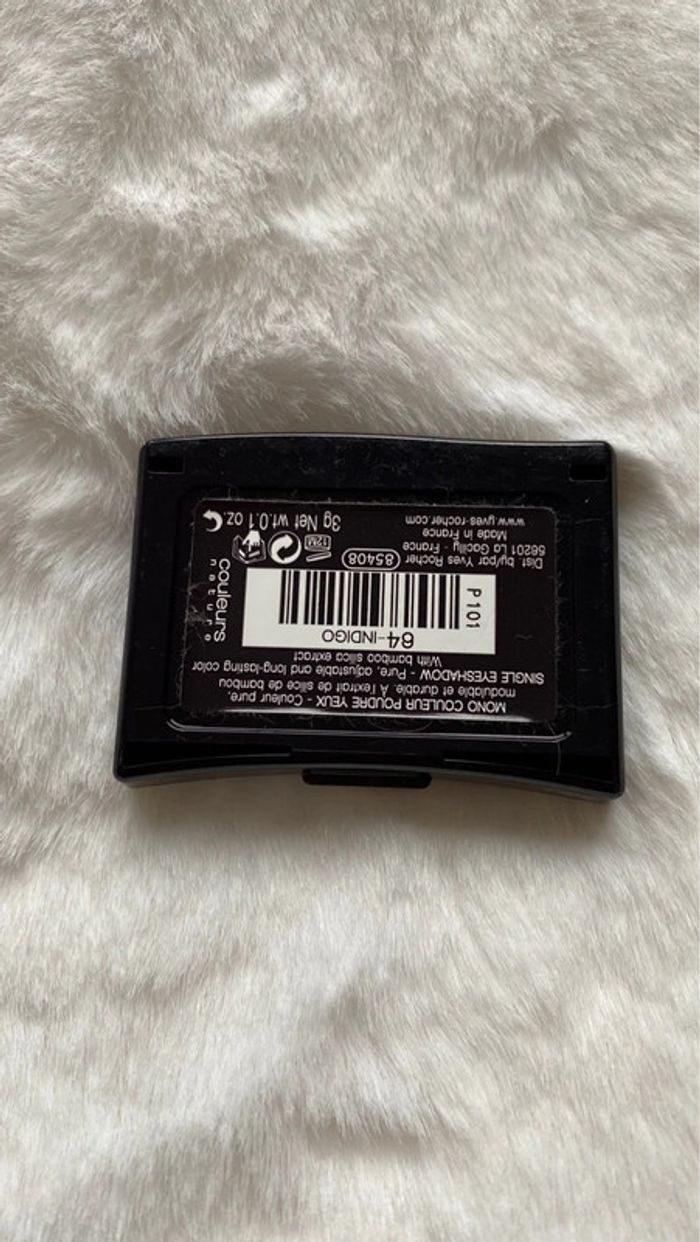 MONO COULEUR POUDRE YEUX - Couleur pure,
modulable et durable. A l'extrait de silice de bambou
SINGLE EYESHADOW - Pure, adjustable and long-lasting color
With bamboo silica extract
64-INDIGO
P101
couleurs
nature
Dist. by/par Yves Rocher 85408
56201 La Gacilly - France
Made in France
www.yves-rocher.com
12M
3g Net wt.0.1 oz.